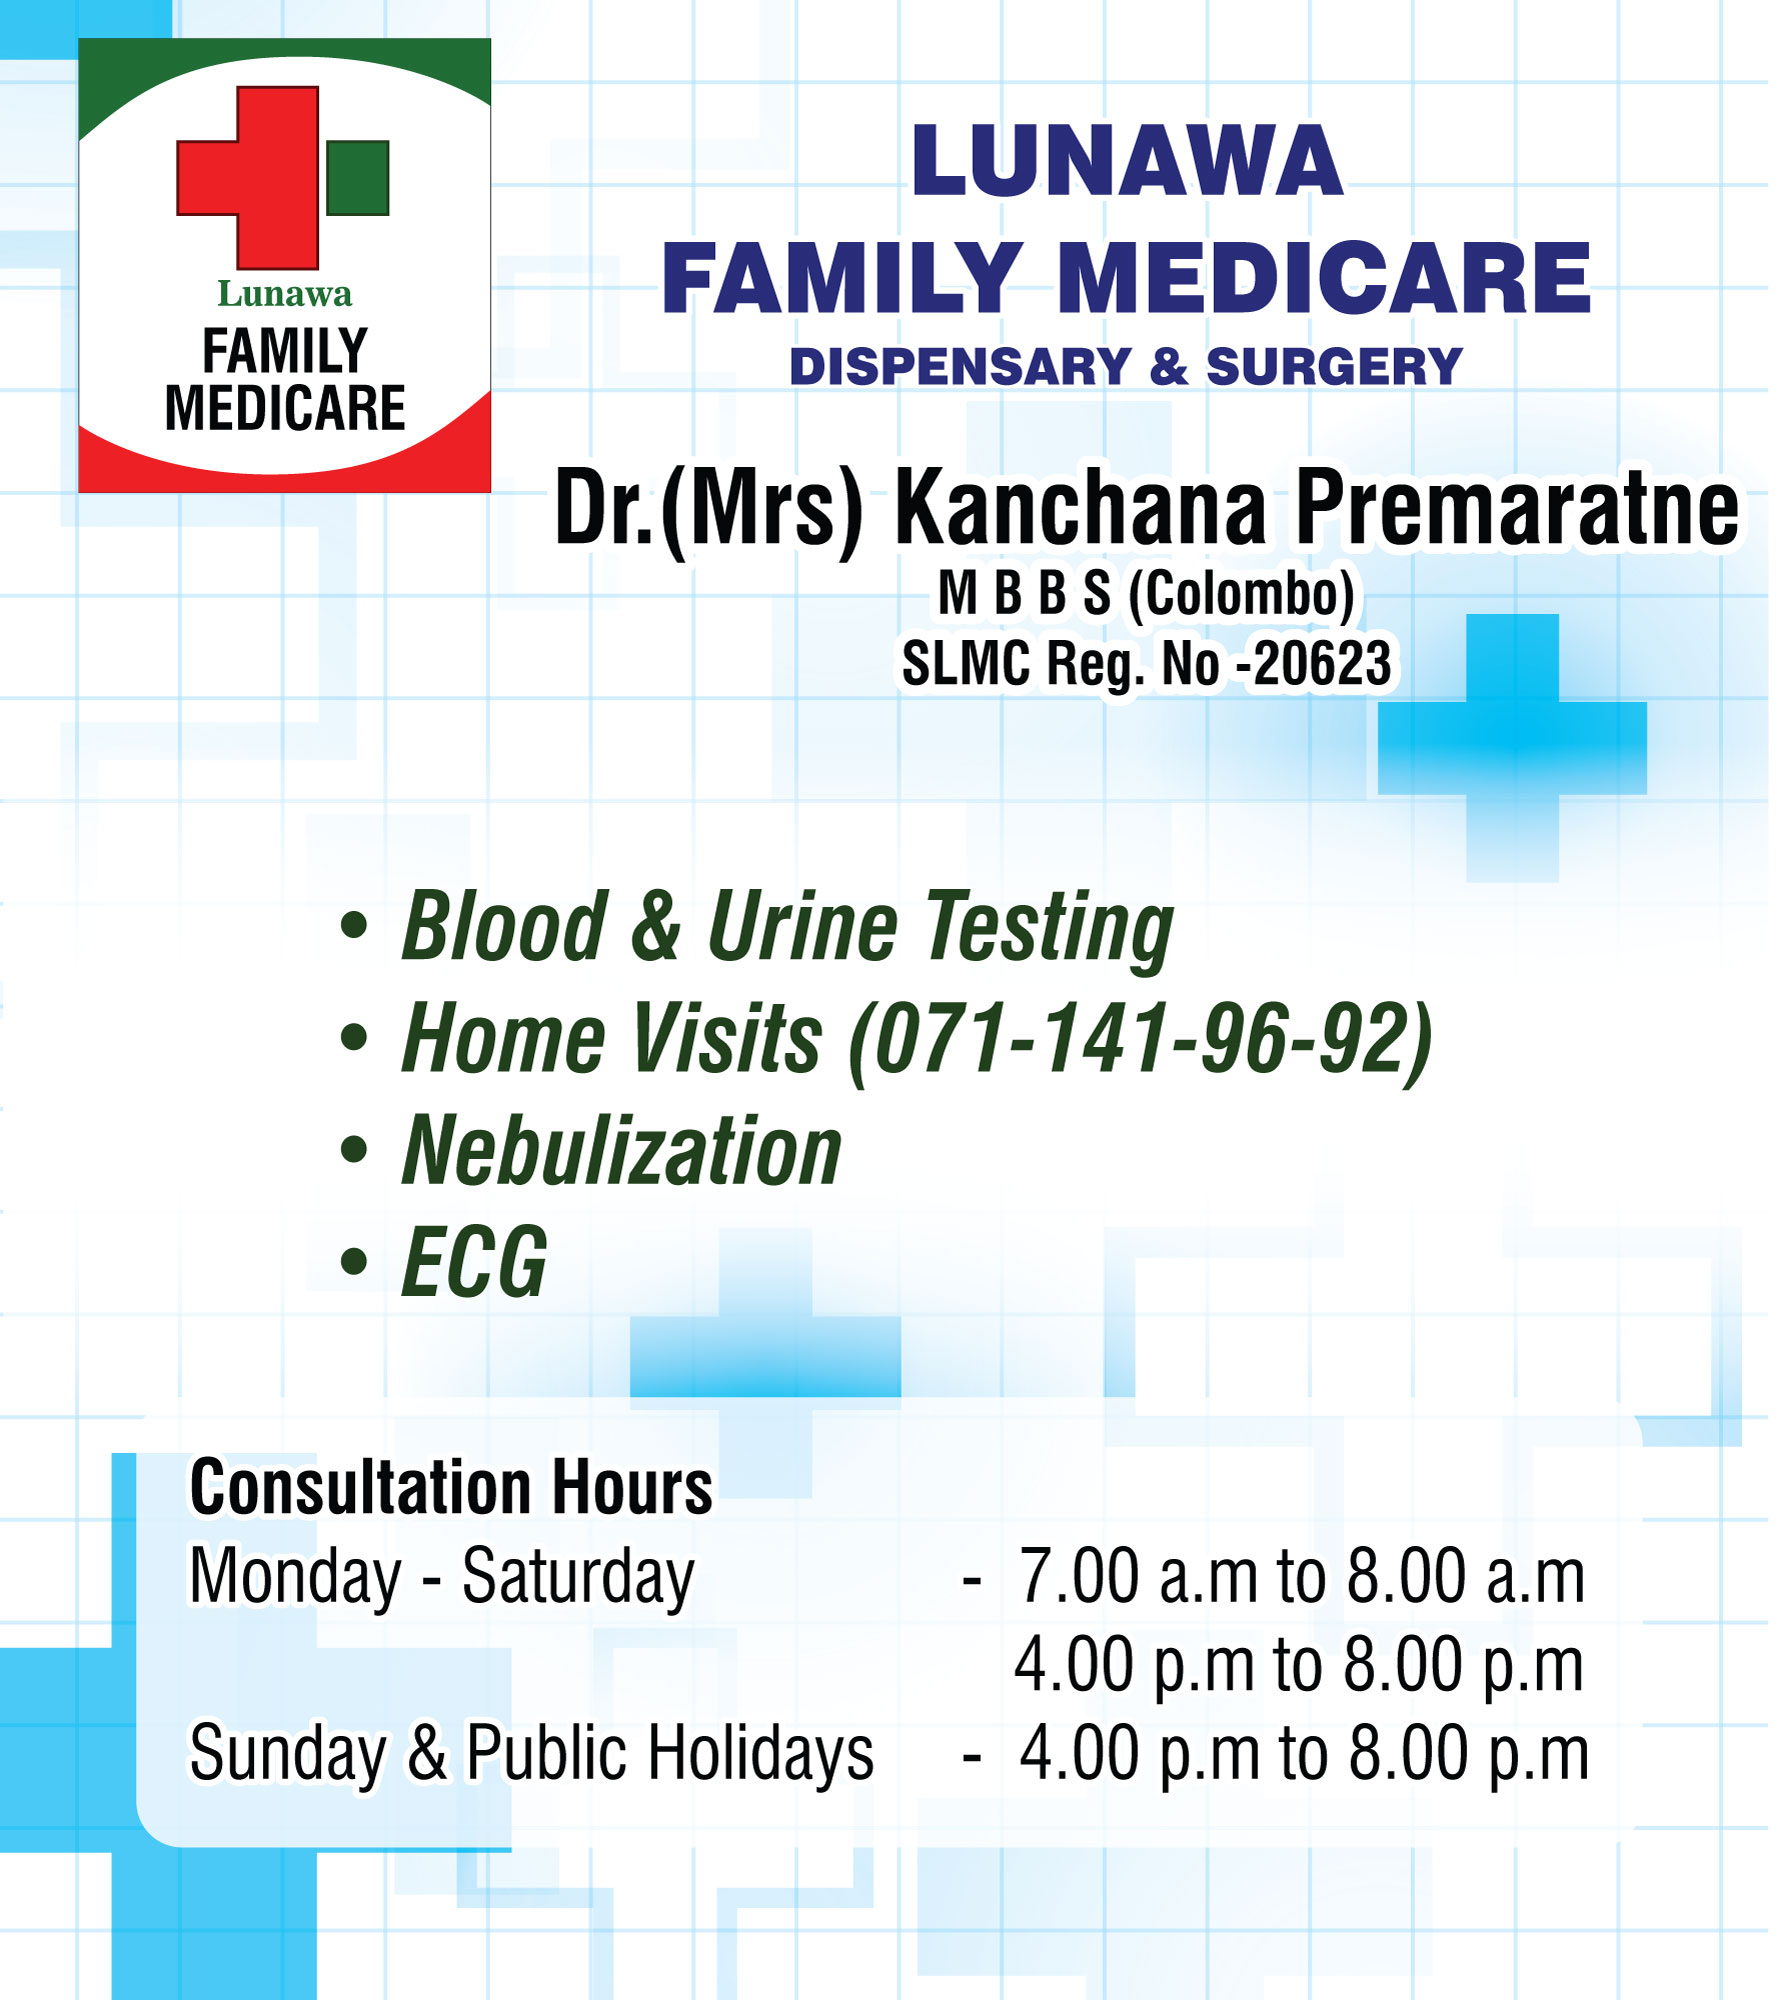 Lunawa
FAMILY
MEDICARE
LUNAWA
FAMILY MEDICARE
DISPENSARY & SURGERY
Dr.(Mrs) Kanchana Premaratne
M B B S (Colombo)
SLMC Reg. No -20623
• Blood & Urine Testing
• Home Visits (071-141-96-92)
• Nebulization
• ECG
Consultation Hours
Monday - Saturday - 7.00 a.m to 8.00 a.m
4.00 p.m to 8.00 p.m
Sunday & Public Holidays - 4.00 p.m to 8.00 p.m